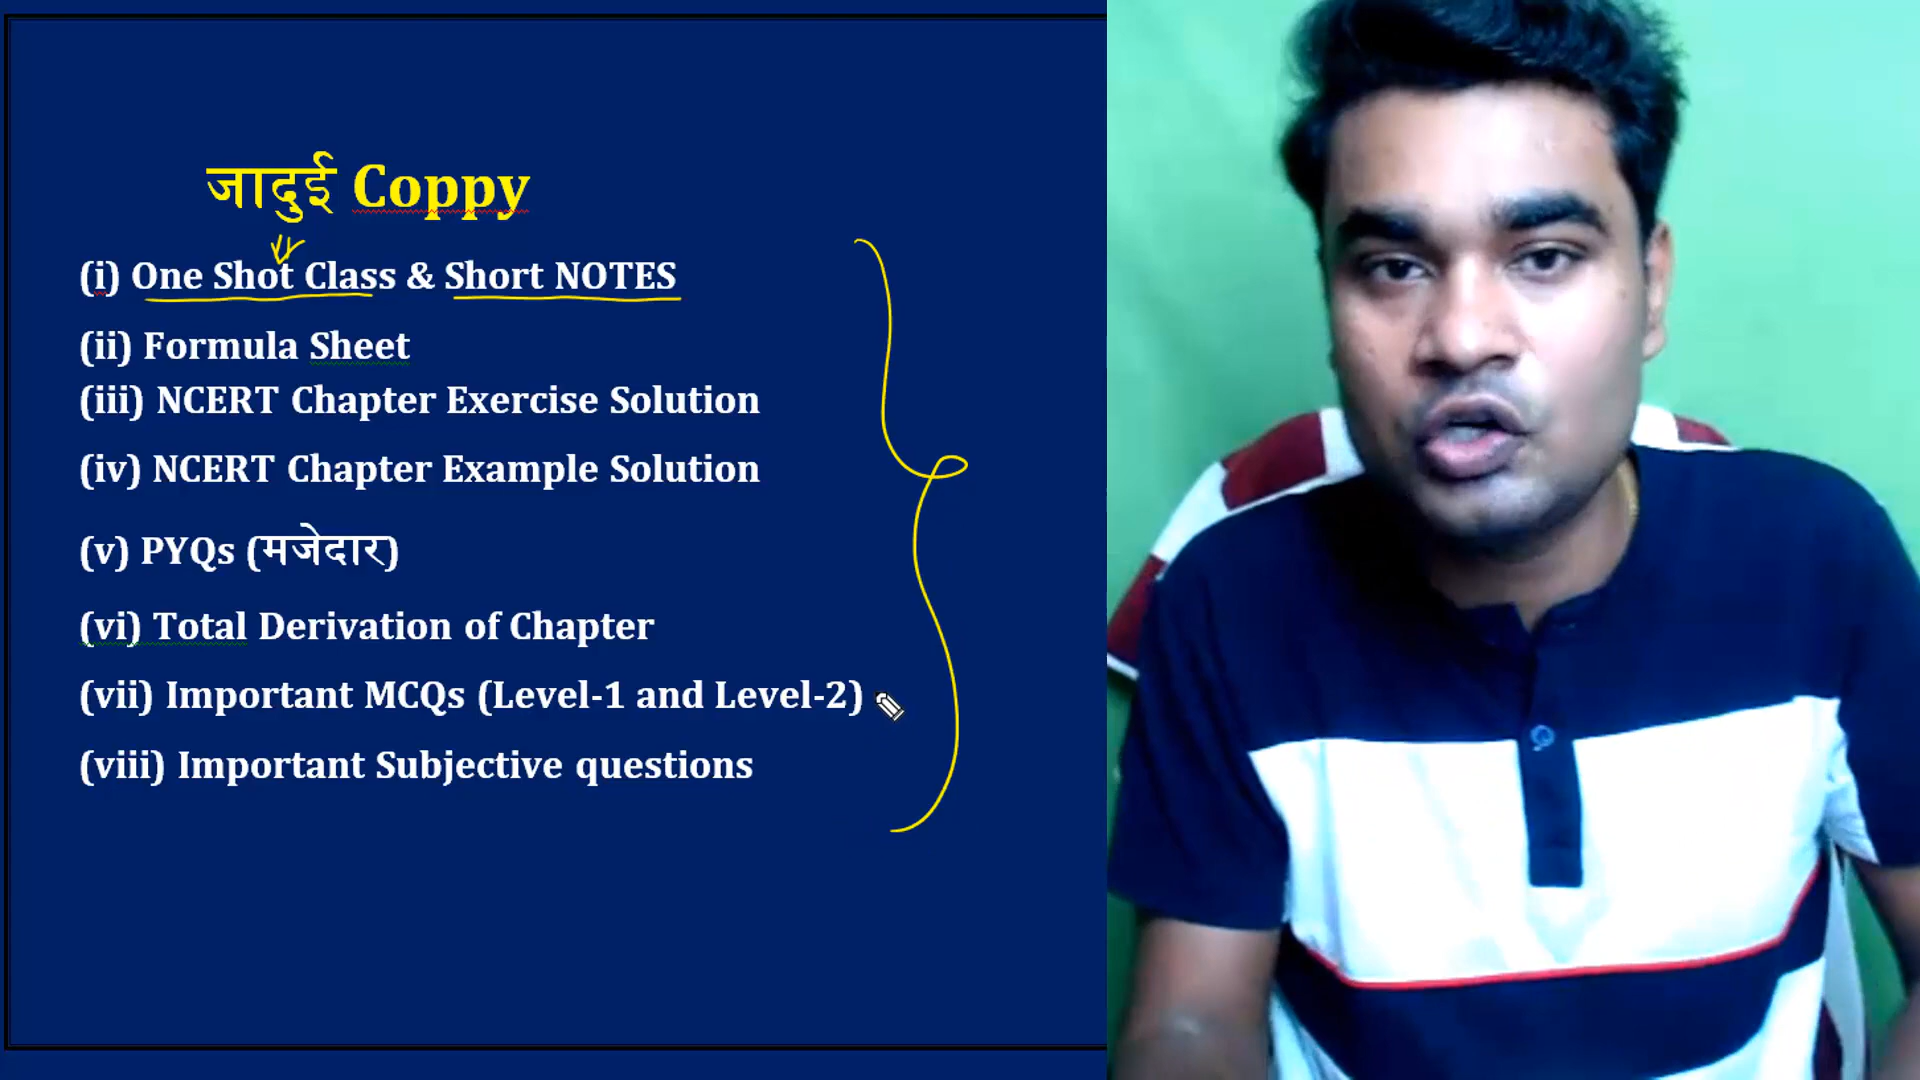 जादुई Coppy
(i) One Shot Class & Short NOTES
(ii) Formula Sheet
(iii) NCERT Chapter Exercise Solution
(iv) NCERT Chapter Example Solution
(v) PYQs (मजेदार)
(vi) Total Derivation of Chapter
(vii) Important MCQs (Level-1 and Level-2)
(viii) Important Subjective questions